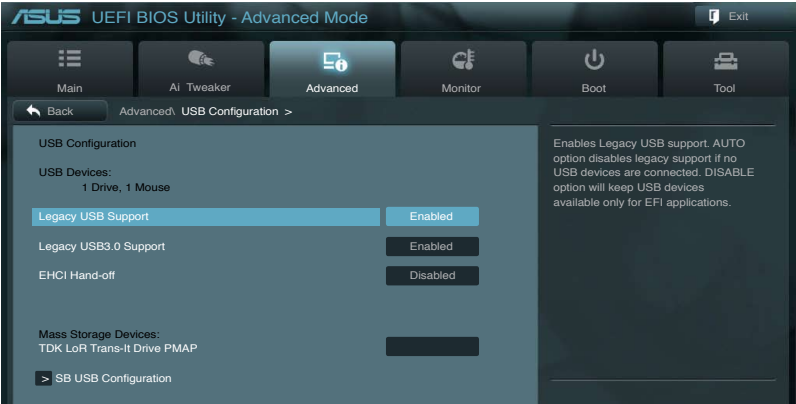 ASUS UEFI BIOS Utility - Advanced Mode
Exit
Main
Ai Tweaker
Advanced
Monitor
Boot
Tool
Back
Advanced\ USB Configuration >
USB Configuration
USB Devices:
1 Drive, 1 Mouse
Legacy USB Support Enabled
Legacy USB3.0 Support Enabled
EHCI Hand-off Disabled
Mass Storage Devices:
TDK LoR Trans-It Drive PMAP
> SB USB Configuration
Enables Legacy USB support. AUTO
option disables legacy support if no
USB devices are connected. DISABLE
option will keep USB devices
available only for EFI applications.